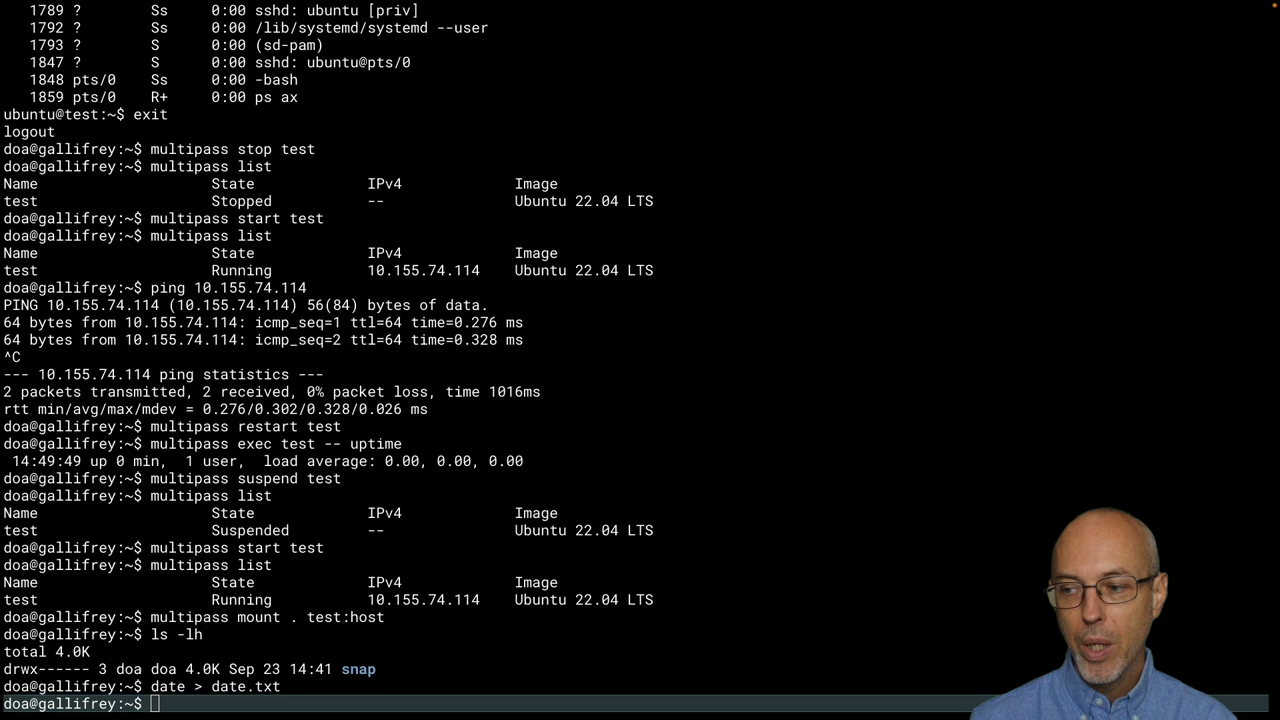 1789 ? Ss 0:00 sshd: ubuntu [priv]
1792 ? Ss 0:00 /lib/systemd/systemd --user
1793 ? S 0:00 (sd-pam)
1847 ? S 0:00 sshd: ubuntu@pts/0
1848 pts/0 Ss 0:00 -bash
1859 pts/0 R+ 0:00 ps ax
ubuntu@test:~$ exit
logout
doa@gallifrey:~$ multipass stop test
doa@gallifrey:~$ multipass list
Name State IPv4 Image
test Stopped -- Ubuntu 22.04 LTS
doa@gallifrey:~$ multipass start test
doa@gallifrey:~$ multipass list
Name State IPv4 Image
test Running 10.155.74.114 Ubuntu 22.04 LTS
doa@gallifrey:~$ ping 10.155.74.114
PING 10.155.74.114 (10.155.74.114) 56(84) bytes of data.
64 bytes from 10.155.74.114: icmp_seq=1 ttl=64 time=0.276 ms
64 bytes from 10.155.74.114: icmp_seq=2 ttl=64 time=0.328 ms
^C
--- 10.155.74.114 ping statistics ---
2 packets transmitted, 2 received, 0% packet loss, time 1016ms
rtt min/avg/max/mdev = 0.276/0.302/0.328/0.026 ms
doa@gallifrey:~$ multipass restart test
doa@gallifrey:~$ multipass exec test -- uptime
14:49:49 up 0 min, 1 user, load average: 0.00, 0.00, 0.00
doa@gallifrey:~$ multipass suspend test
doa@gallifrey:~$ multipass list
Name State IPv4 Image
test Suspended -- Ubuntu 22.04 LTS
doa@gallifrey:~$ multipass start test
doa@gallifrey:~$ multipass list
Name State IPv4 Image
test Running 10.155.74.114 Ubuntu 22.04 LTS
doa@gallifrey:~$ multipass mount . test:host
doa@gallifrey:~$ ls -lh
total 4.0K
drwx------ 3 doa doa 4.0K Sep 23 14:41 snap
doa@gallifrey:~$ date > date.txt
doa@gallifrey:~$